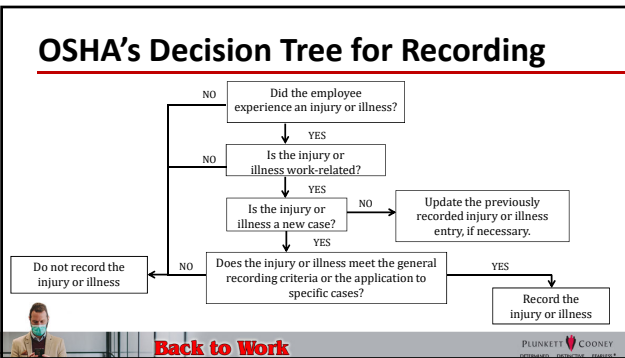 OSHA's Decision Tree for Recording
NO
Did the employee
experience an injury or illness?
YES
NO
Is the injury or
illness work-related?
YES
Is the injury or
illness a new case?
NO
Update the previously
recorded injury or illness
entry, if necessary.
YES
Do not record the
injury or illness
NO
Does the injury or illness meet the general
recording criteria or the application to
specific cases?
YES
Record the
injury or illness
Back to Work
PLUNKETT COONEY
DETERMINED. DISTINCTIVE. FEARLESS.®